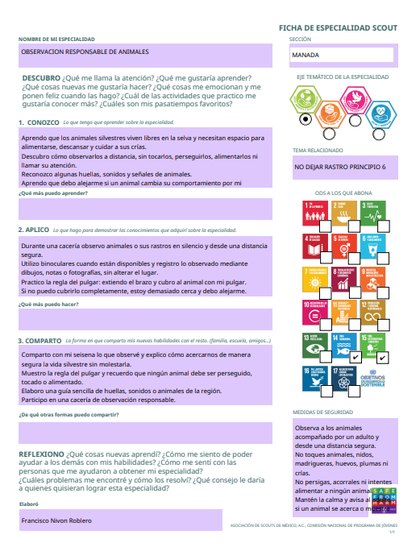 FICHA DE ESPECIALIDAD SCOUT
NOMBRE DE MI ESPECIALIDAD
OBSERVACION RESPONSABLE DE ANIMALES
SECCIÓN
MANADA
DESCUBRO ¿Qué me llama la atención? ¿Qué me gustaría aprender?
¿Qué cosas nuevas me gustaría hacer? ¿Qué cosas me emocionan y me
ponen feliz cuando las hago? ¿Cuál de las actividades que practico me
gustaría conocer más? ¿Cuáles son mis pasatiempos favoritos?
EJE TEMÁTICO DE LA ESPECIALIDAD
1. CONOZCO Lo que tengo que aprender sobre la especialidad.
Aprendo que los animales silvestres viven libres en la selva y necesitan espacio para
alimentarse, descansar y cuidar a sus crías.
Descubro cómo observarlos a distancia, sin tocarlos, perseguirlos, alimentarlos ni
llamar su atención.
Reconozco algunas huellas, sonidos y señales de animales.
Aprendo que debo alejarme si un animal cambia su comportamiento por mi
¿Qué más puedo aprender?
TEMA RELACIONADO
NO DEJAR RASTRO PRINCIPIO 6
ODS A LOS QUE ABONA
2. APLICO Lo que hago para demostrar los conocimientos que adquirí sobre la especialidad.
Durante una cacería observo animales o sus rastros en silencio y desde una distancia
segura.
Utilizo binoculares cuando están disponibles y registro lo observado mediante
dibujos, notas o fotografías, sin alterar el lugar.
Practico la regla del pulgar: extiendo el brazo y cubro al animal con mi pulgar.
Si no puedo cubrirlo completamente, estoy demasiado cerca y debo alejarme.
¿Qué más puedo hacer?
3. COMPARTO La forma en que comparto mis nuevas habilidades con el resto. (familia, escuela, amigos...)
Comparto con mi seisena lo que observé y explico cómo acercarnos de manera
segura a la vida silvestre sin molestarla.
Muestro la regla del pulgar y recuerdo que ningún animal debe ser perseguido,
tocado o alimentado.
Elaboro una guía sencilla de huellas, sonidos o animales de la región.
Participo en una cacería de observación responsable.
¿De qué otras formas puedo compartir?
MEDIDAS DE SEGURIDAD
Observa a los animales
acompañado por un adulto y
desde una distancia segura.
No toques animales, nidos,
madrigueras, huevos, plumas ni
crías.
No persigas, acorrales ni intentes
alimentar a ningún animal
Mantén la calma y
si un animal se acerca o m
REFLEXIONO ¿Qué cosas nuevas aprendí? ¿Cómo me siento de poder
ayudar a los demás con mis habilidades? ¿Cómo me sentí con las
personas que me ayudaron a obtener mi especialidad?
¿Cuáles problemas me encontré y cómo los resolví? ¿Qué consejo le daría
a quienes quisieran lograr esta especialidad?
Elaboró
Francisco Nivon Roblero
ASOCIACIÓN DE SCOUTS DE MÉXICO, A.C., COMISIÓN NACIONAL DE PROGRAMA DE JÓVENES